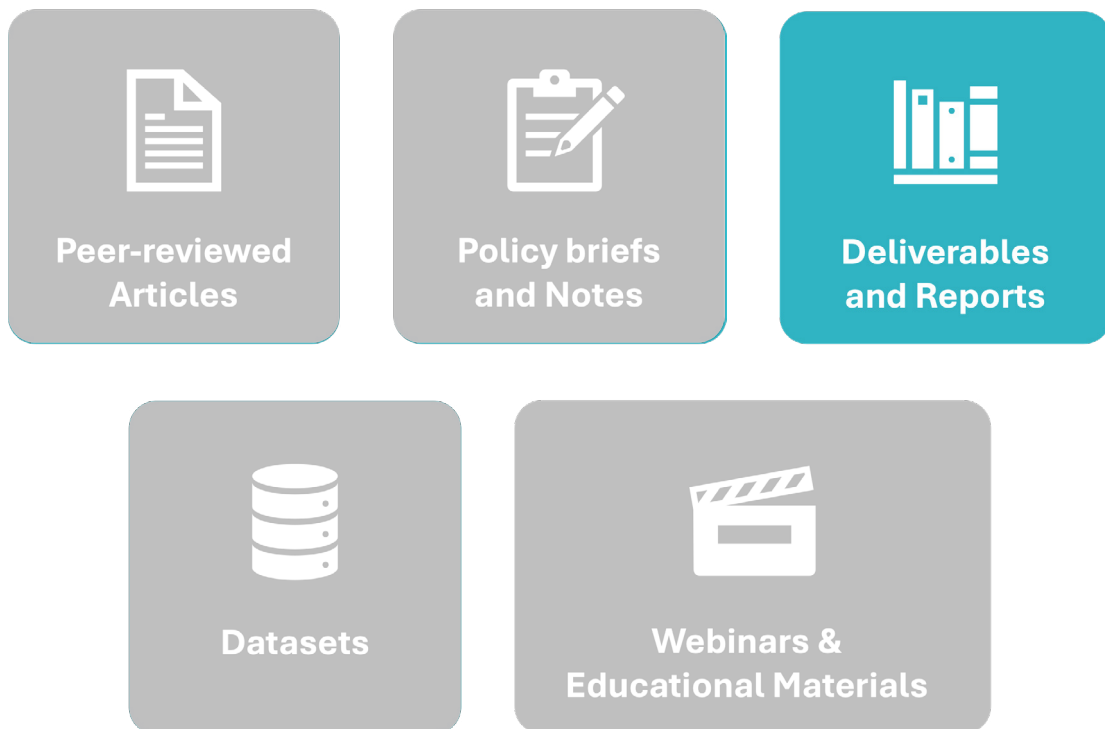 Peer-reviewed
Articles
Policy briefs
and Notes
Deliverables
and Reports
Datasets
Webinars &
Educational Materials